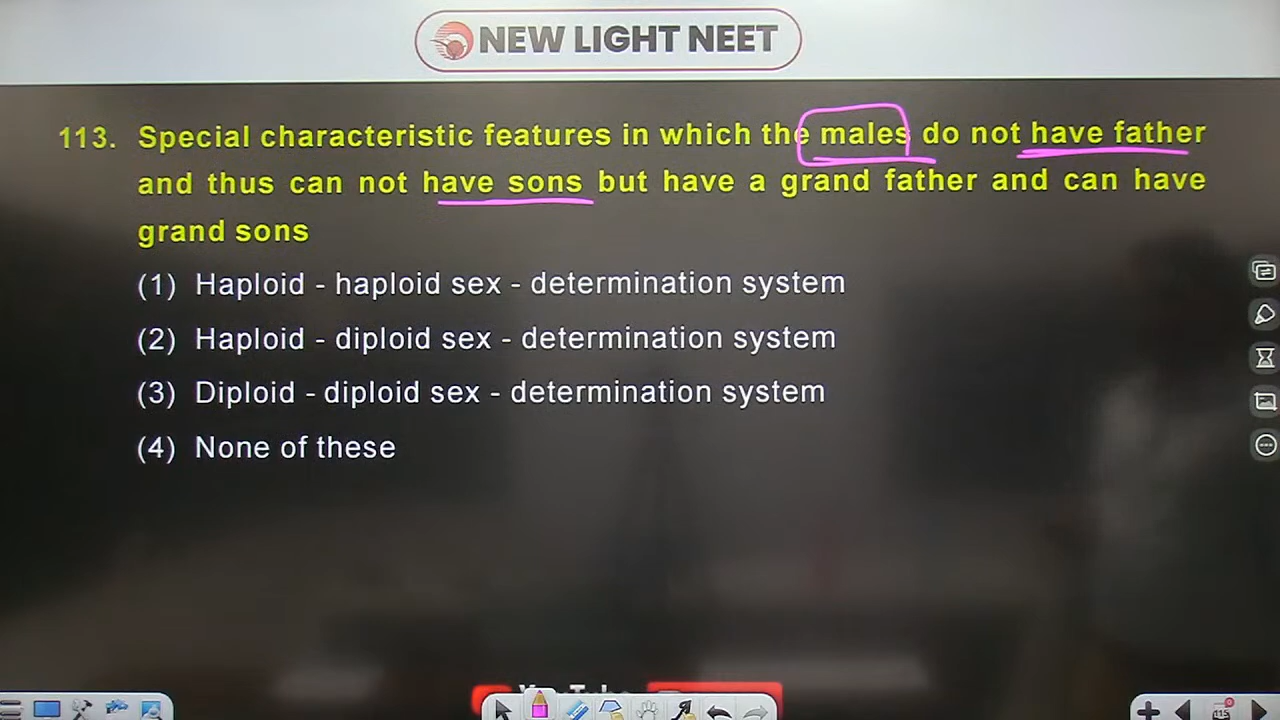 NEW LIGHT NEET
113. Special characteristic features in which the males do not have father
and thus can not have sons but have a grand father and can have
grand sons
(1) Haploid - haploid sex - determination system
(2) Haploid - diploid sex - determination system
(3) Diploid - diploid sex - determination system
(4) None of these